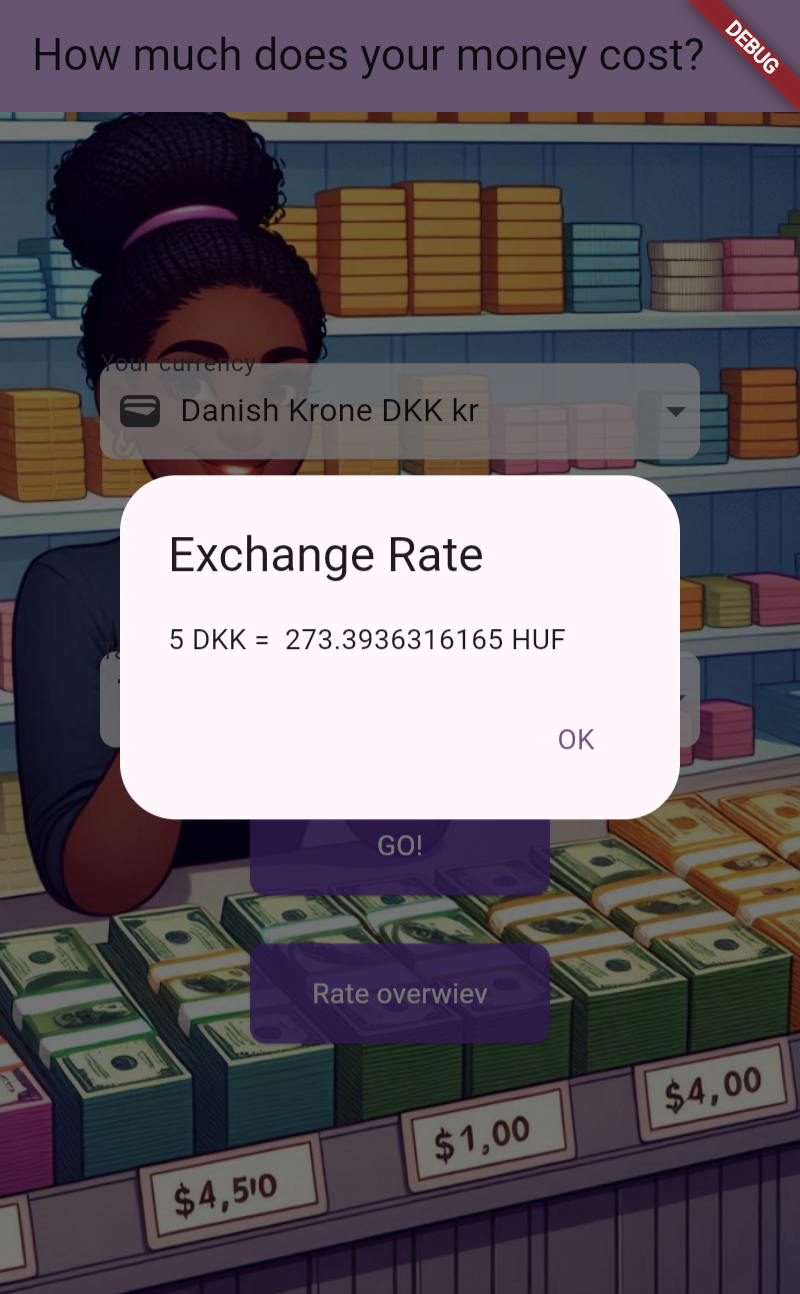 How much does your money cost?
DEBUG
Your currency
Danish Krone DKK kr
Exchange Rate
5 DKK =  273.3936316165 HUF
OK
GO!
Rate overwiev
$4,00
$1,00
$4,50